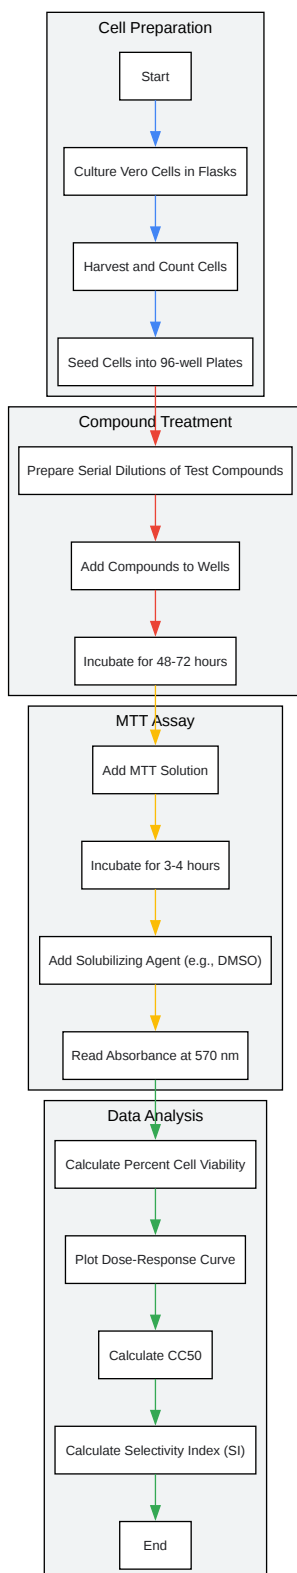 Cell Preparation
Start
Culture Vero Cells in Flasks
Harvest and Count Cells
Seed Cells into 96-well Plates
Compound Treatment
Prepare Serial Dilutions of Test Compounds
Add Compounds to Wells
Incubate for 48-72 hours
MTT Assay
Add MTT Solution
Incubate for 3-4 hours
Add Solubilizing Agent (e.g., DMSO)
Read Absorbance at 570 nm
Data Analysis
Calculate Percent Cell Viability
Plot Dose-Response Curve
Calculate CC50
Calculate Selectivity Index (SI)
End